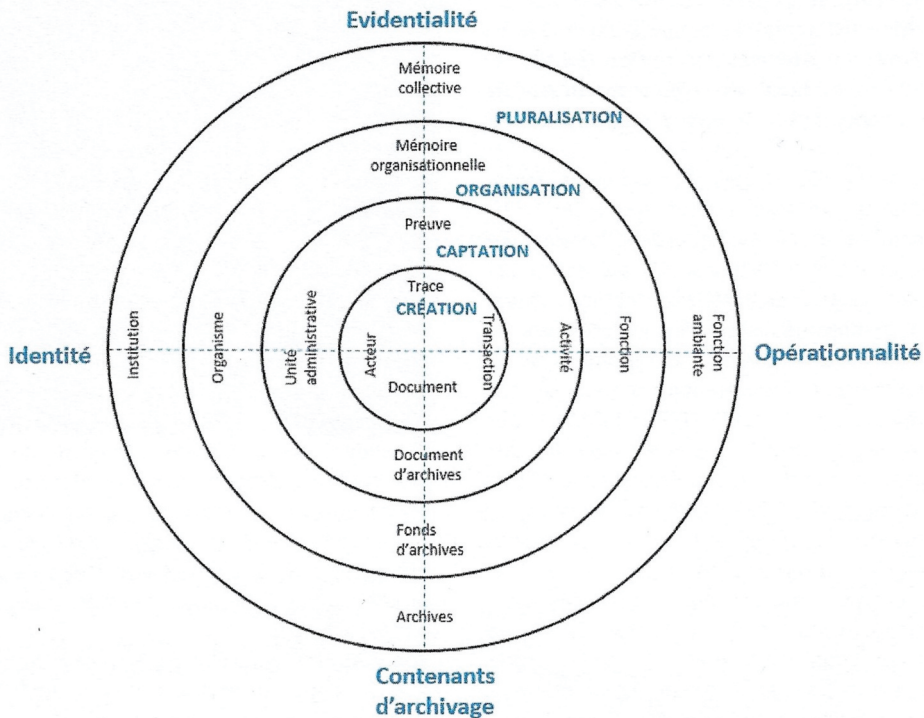 Evidentialité
Mémoire
collective
PLURALISATION
Mémoire
organisationnelle
ORGANISATION
Preuve
CAPTATION
Trace
CRÉATION
Identité
Institution
Organisme
Unité
administrative
Acteur
Transaction
Activité
Fonction
Fonction
ambiante
Opérationnalité
Document
Document
d'archives
Fonds
d'archives
Archives
Contenants
d'archivage